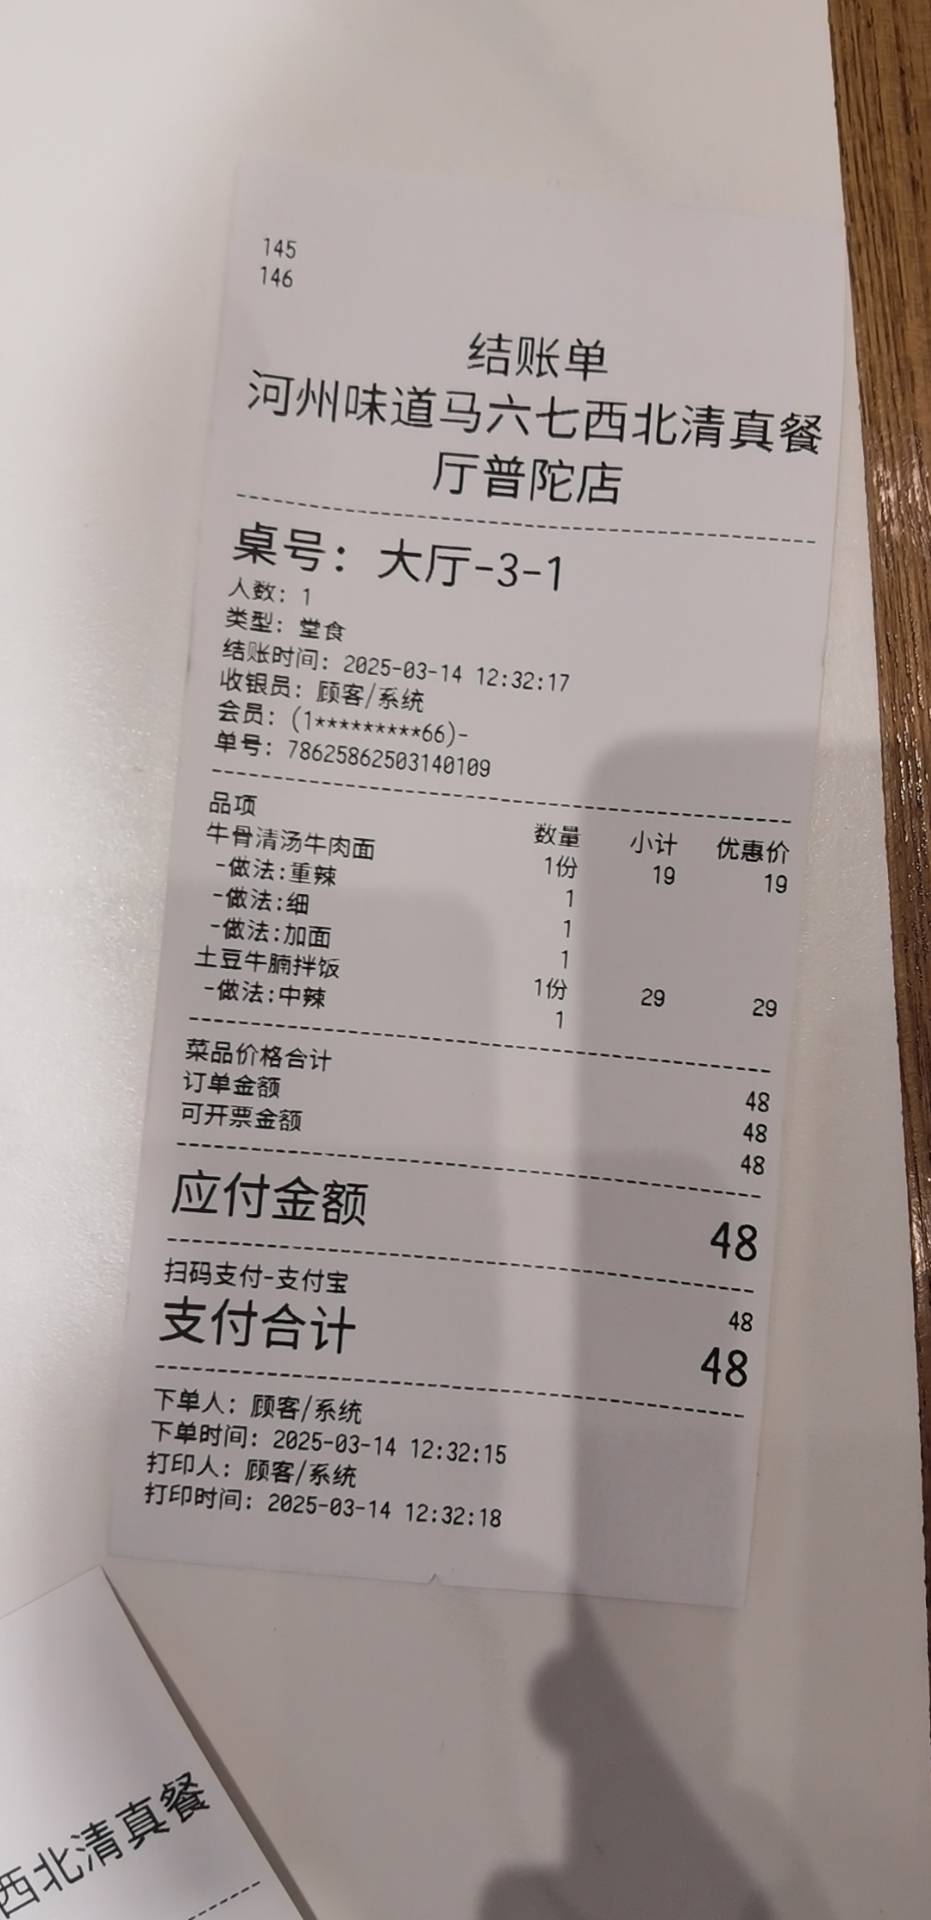 145
146
结账单
河州味道马六七西北清真餐
厅普陀店
桌号：大厅-3-1
人数：1
类型：堂食
结账时间：2025-03-14 12:32:17
收银员：顾客/系统
会员：(1*********66)-
单号：78625862503140109
品项 数量 小计 优惠价
牛骨清汤牛肉面 1份 19 19
-做法:重辣 1
-做法:细 1
-做法:加面 1
土豆牛腩拌饭 1份 29 29
-做法:中辣 1
菜品价格合计 48
订单金额 48
可开票金额 48
应付金额 48
扫码支付-支付宝 48
支付合计 48
下单人：顾客/系统
下单时间：2025-03-14 12:32:15
打印人：顾客/系统
打印时间：2025-03-14 12:32:18
西北清真餐